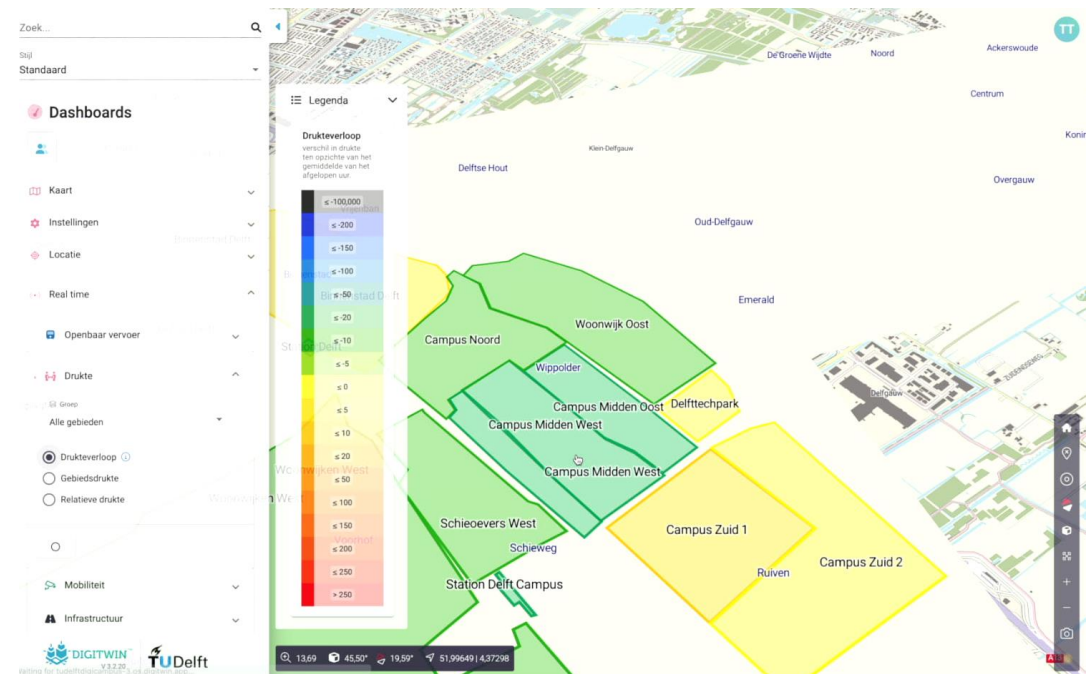 Zoek...
Stijl
Standaard
Dashboards
Kaart
Instellingen
Locatie
Real time
Openbaar vervoer
Drukte
Groep
Alle gebieden
Drukteverloop
Gebiedsdrukte
Relatieve drukte
Mobiliteit
Infrastructuur
DIGITWIN™
V 3.2.20
TUDelft
Legenda
Drukteverloop
verschil in drukte
ten opzichte van het
gemiddelde van het
afgelopen uur.
≤ -100,000
≤ -200
≤ -150
≤ -100
≤ -50
≤ -20
≤ -10
≤ -5
≤ 0
≤ 5
≤ 10
≤ 20
≤ 50
≤ 100
≤ 150
≤ 200
≤ 250
> 250
TT
De Groene Wijdte
Noord
Ackerswoude
Centrum
Klein-Delfgauw
Delftse Hout
Overgauw
Oud-Delfgauw
Emerald
Woonwijk Oost
Campus Noord
Wippolder
Campus Midden Oost
Delfttechpark
Campus Midden West
Campus Midden West
Delfgauw
ZUIDEINDSEWEG
Schieoevers West
Schieweg
Campus Zuid 1
Campus Zuid 2
Ruiven
Station Delft Campus
13,69
45,50°
19,59°
51,99649 | 4,37298